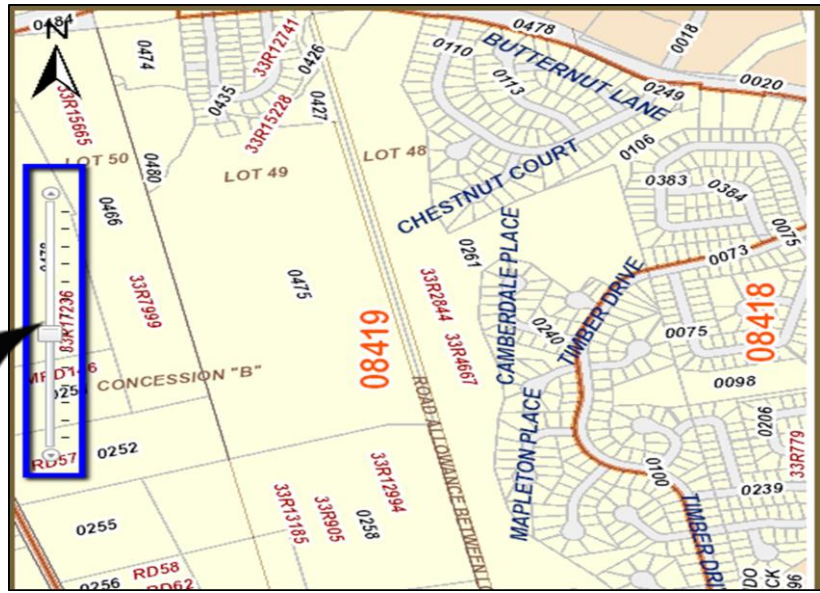 0484
N
0474
33R12741
0426
0478
0018
0110
BUTTERNUT LANE
0113
0249
0020
33R15665
0435
33R15228
0427
LOT 50
0480
LOT 49
LOT 48
CHESTNUT COURT
0106
0383
0384
0466
0075
0261
CAMBERDALE PLACE
0073
33R7999
0475
33R2844
08419
33R4667
0240
TIMBER DRIVE
0075
08418
CONCESSION "B"
0098
ROAD ALLOWANCE BETWEEN
MAPLETON PLACE
0206
33R779
RD57
0252
33R12994
0100
0239
33R13185
33R905
0258
0255
TIMBER DRI
RD58
0256
RD62
96